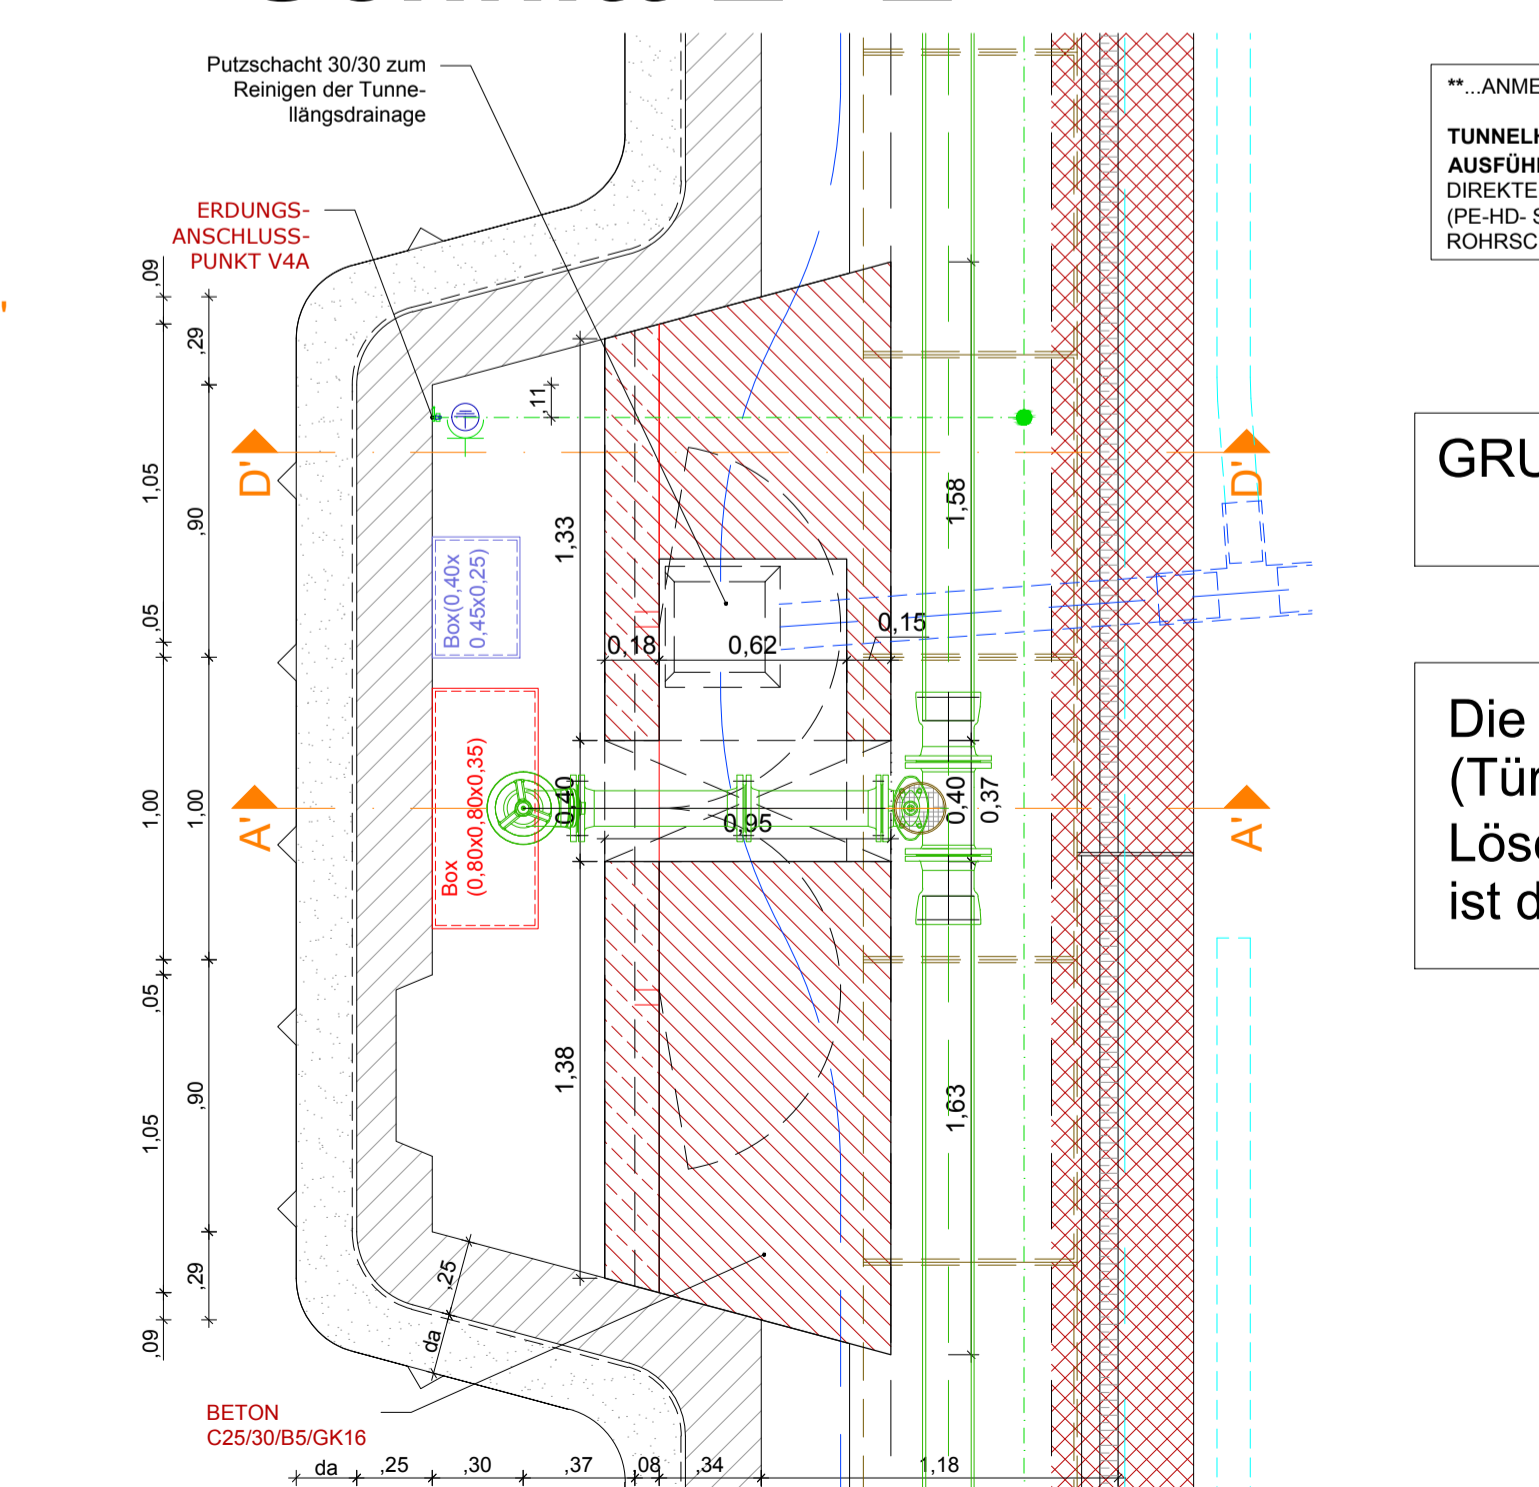 Putzschacht 30/30 zum
Reinigen der Tunne-
llängsdrainage
ERDUNGS-
ANSCHLUSS-
PUNKT V4A
**...ANME
TUNNELH
AUSFÜH
DIREKTE
(PE-HD- S
ROHRSC
GRU
Die
(Tür
Löse
ist d
,09
,29
,11
1,05
,90
,05
1,00
1,00
,05
,90
1,05
,29
,09
D'
D'
A'
A'
Box(0,40x
0,45x0,25)
Box
(0,80x0,80x0,35)
1,33
1,58
0,18
0,62
0,15
0,40
0,95
0,40
0,37
1,38
1,63
,25
da
BETON
C25/30/B5/GK16
da
,25
,30
,37
,08
,34
1,18